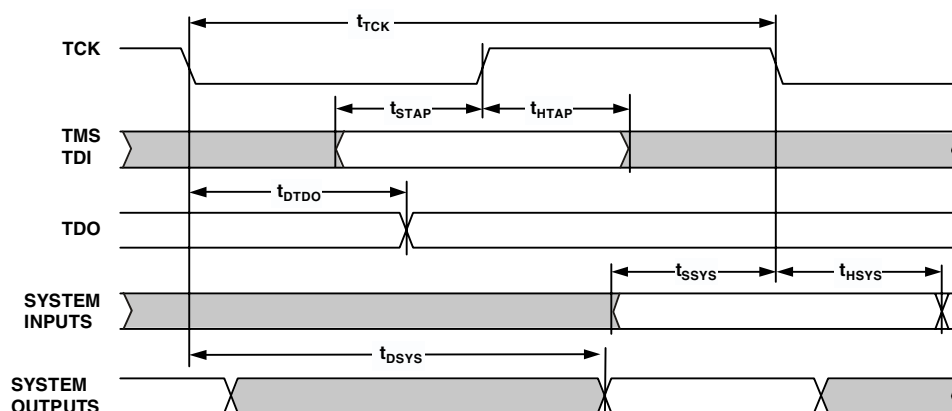 tTCK
TCK
tSTAP
tHTAP
TMS
TDI
tDTDO
TDO
tSSYS
tHSYS
SYSTEM
INPUTS
tDSYS
SYSTEM
OUTPUTS